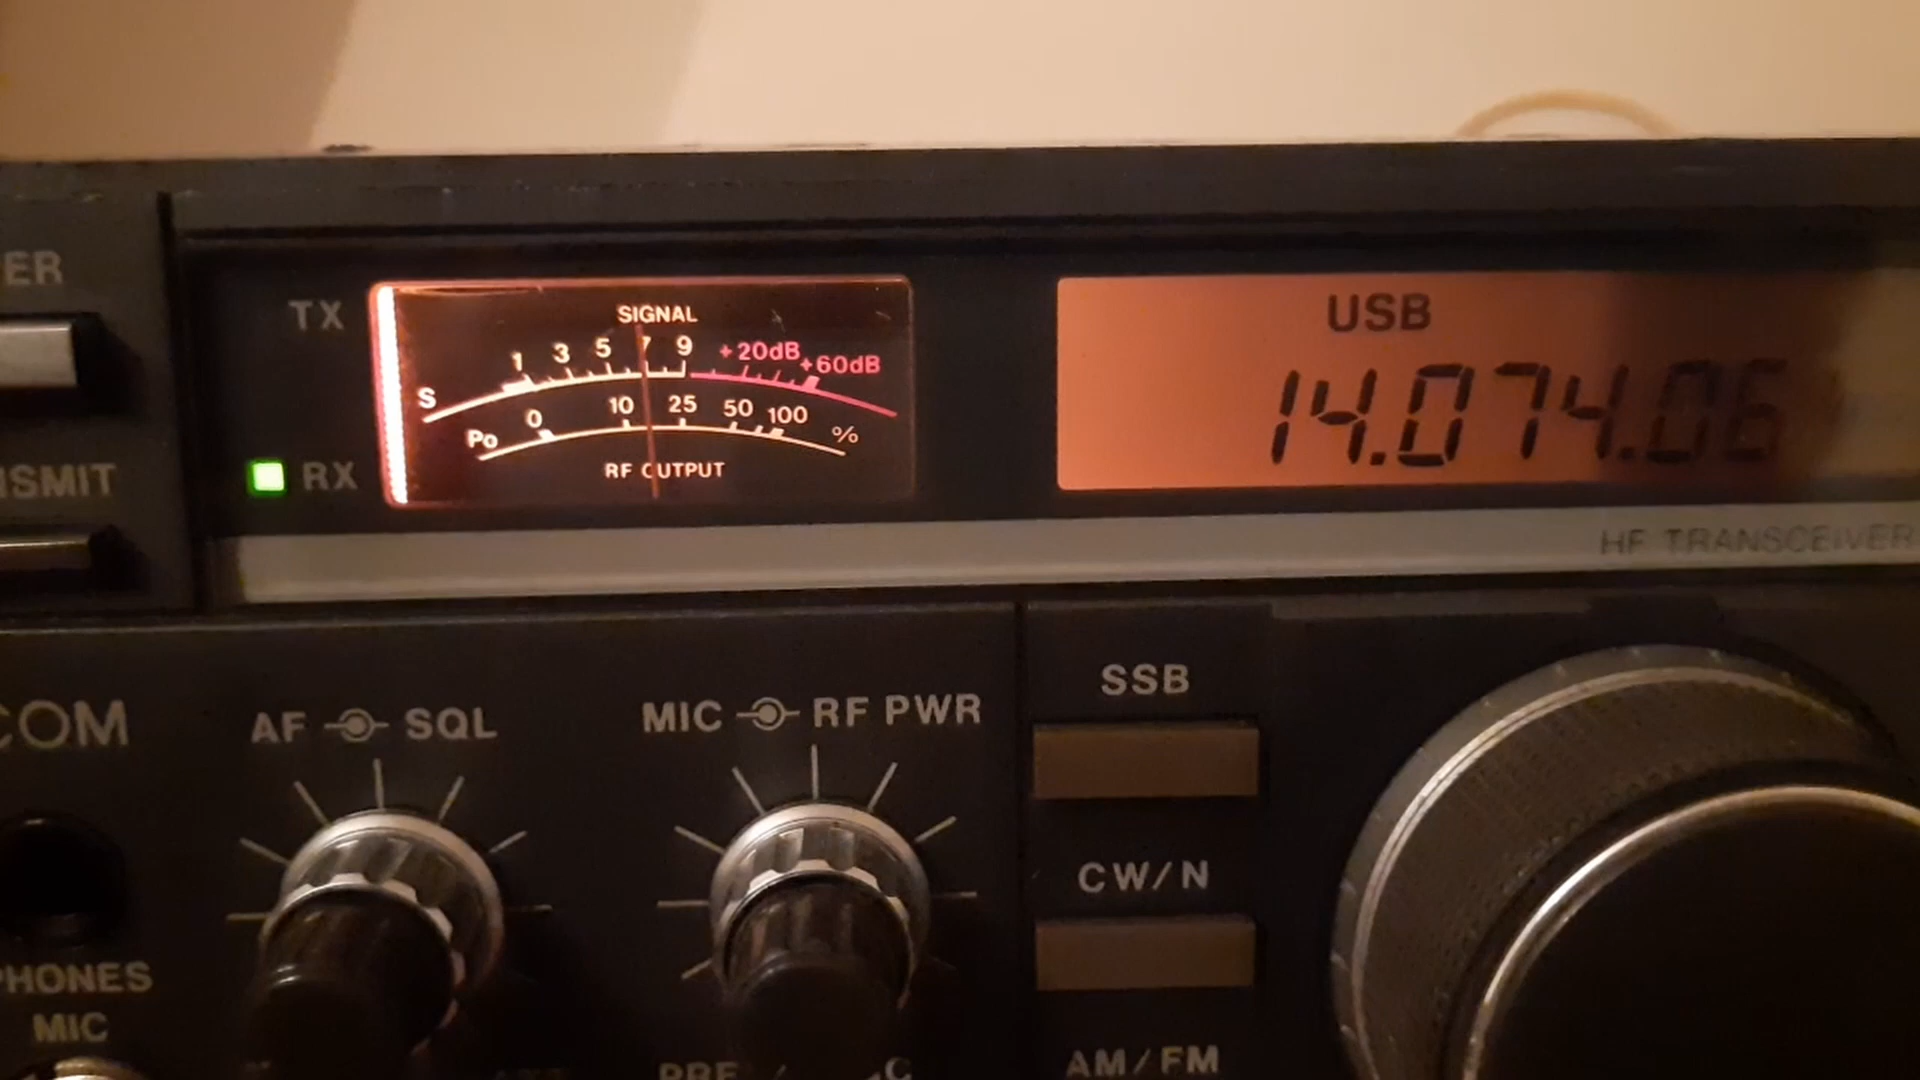 ER
TX
SIGNAL
1 3 5 7 9 +20dB +60dB
S
0 10 25 50 100
Po %
RF OUTPUT
RX
USB
14.074.06
NSMIT
HF TRANSCEIVER
COM
AF SQL
MIC RF PWR
SSB
CW/N
PHONES
MIC
AM/FM